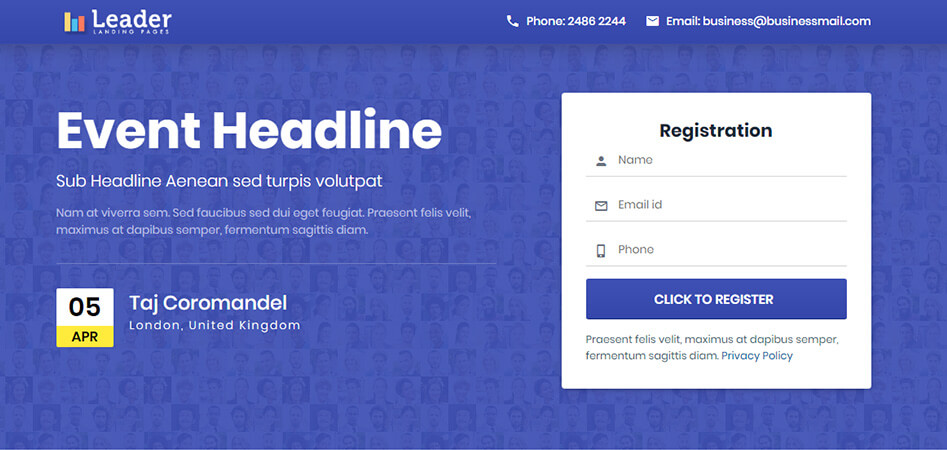 Leader
LANDING PAGES
Phone: 2486 2244
Email: business@businessmail.com
Event Headline
Sub Headline Aenean sed turpis volutpat
Nam at viverra sem. Sed faucibus sed dui eget feugiat. Praesent felis velit,
maximus at dapibus semper, fermentum sagittis diam.
05
APR
Taj Coromandel
London, United Kingdom
Registration
Name
Email id
Phone
CLICK TO REGISTER
Praesent felis velit, maximus at dapibus semper,
fermentum sagittis diam. Privacy Policy